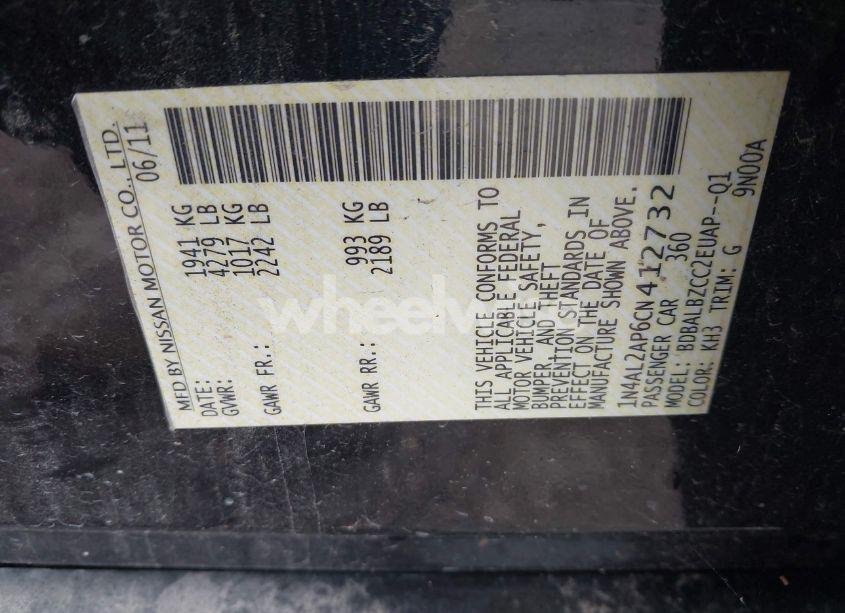 MFD BY NISSAN MOTOR CO., LTD.
DATE: 06/11
GVWR: 1941 KG
4279 LB
GAWR FR.: 1017 KG
2242 LB
GAWR RR.: 993 KG
2189 LB
THIS VEHICLE CONFORMS TO
ALL APPLICABLE FEDERAL
MOTOR VEHICLE SAFETY,
BUMPER, AND THEFT
PREVENTION STANDARDS IN
EFFECT ON THE DATE OF
MANUFACTURE SHOWN ABOVE.
1N4AL2AP6CN412732
PASSENGER CAR 360
MODEL: BDBALBZCC2EUAP--Q1
COLOR: KH3 TRIM: G 9N00A